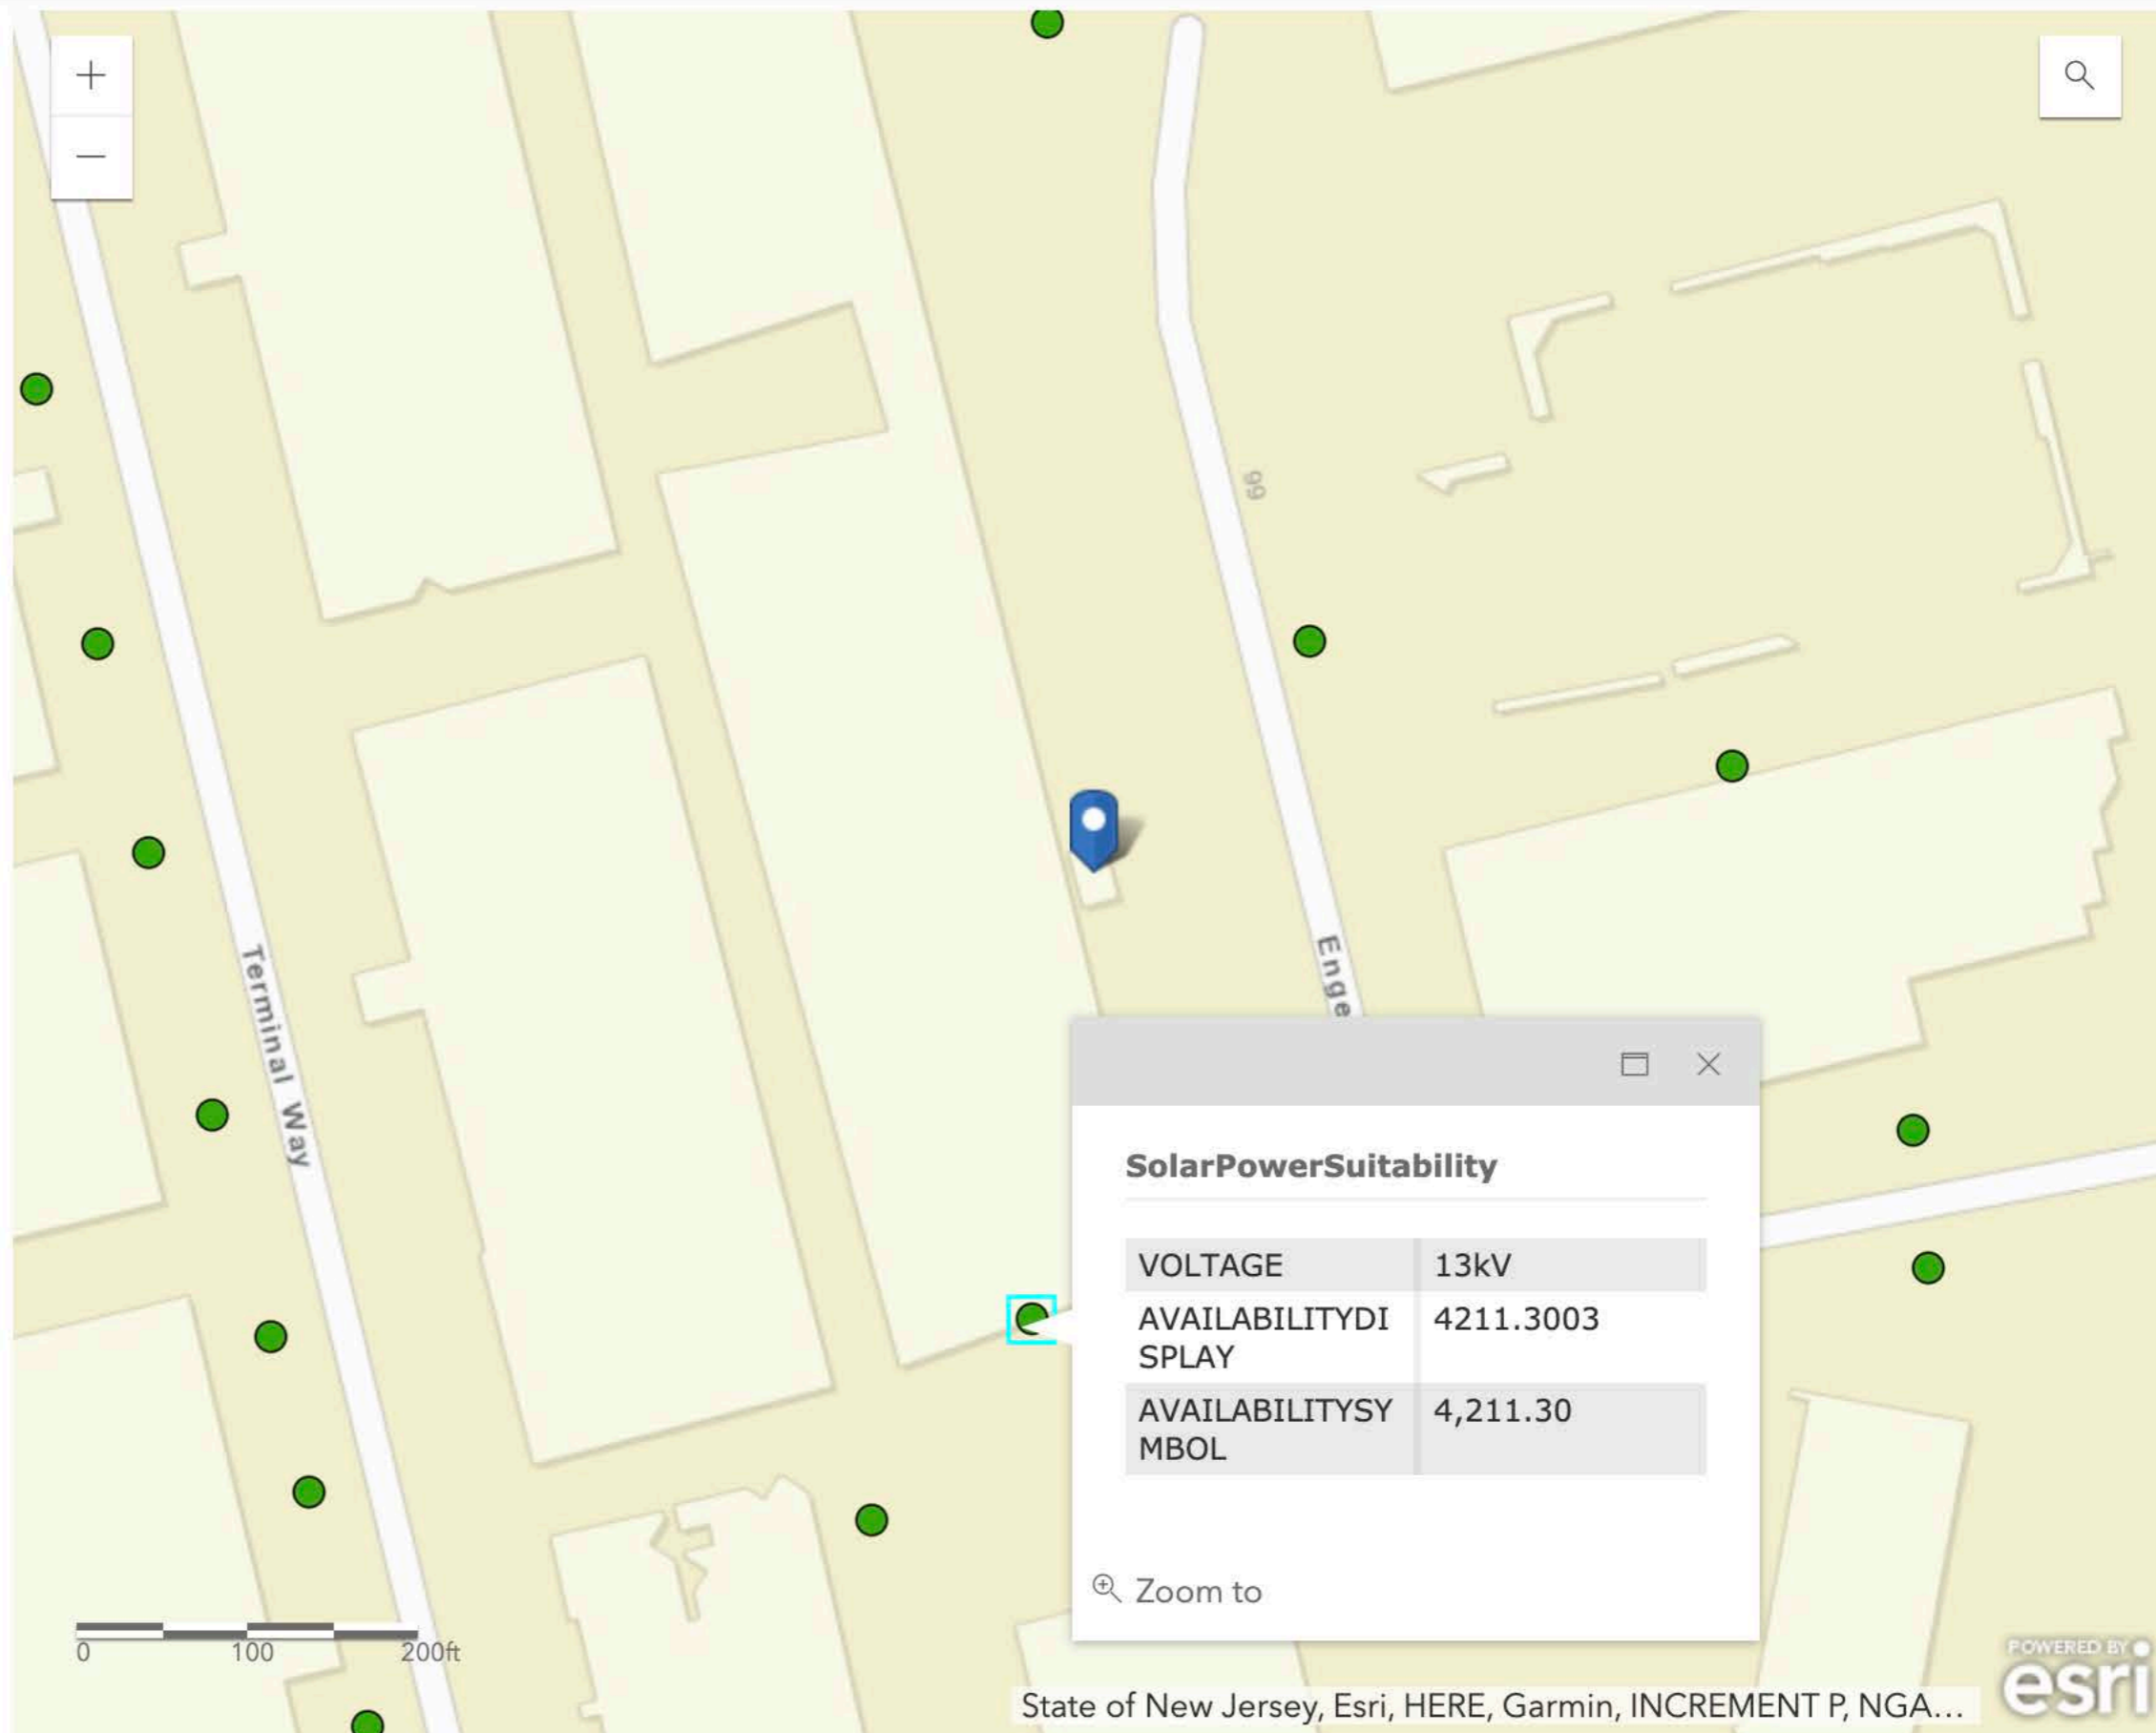 +
−
66
Terminal Way
Enge
SolarPowerSuitability
VOLTAGE 13kV
AVAILABILITYDI 4211.3003
SPLAY
AVAILABILITYSY 4,211.30
MBOL
Zoom to
0 100 200ft
POWERED BY
esri
State of New Jersey, Esri, HERE, Garmin, INCREMENT P, NGA...